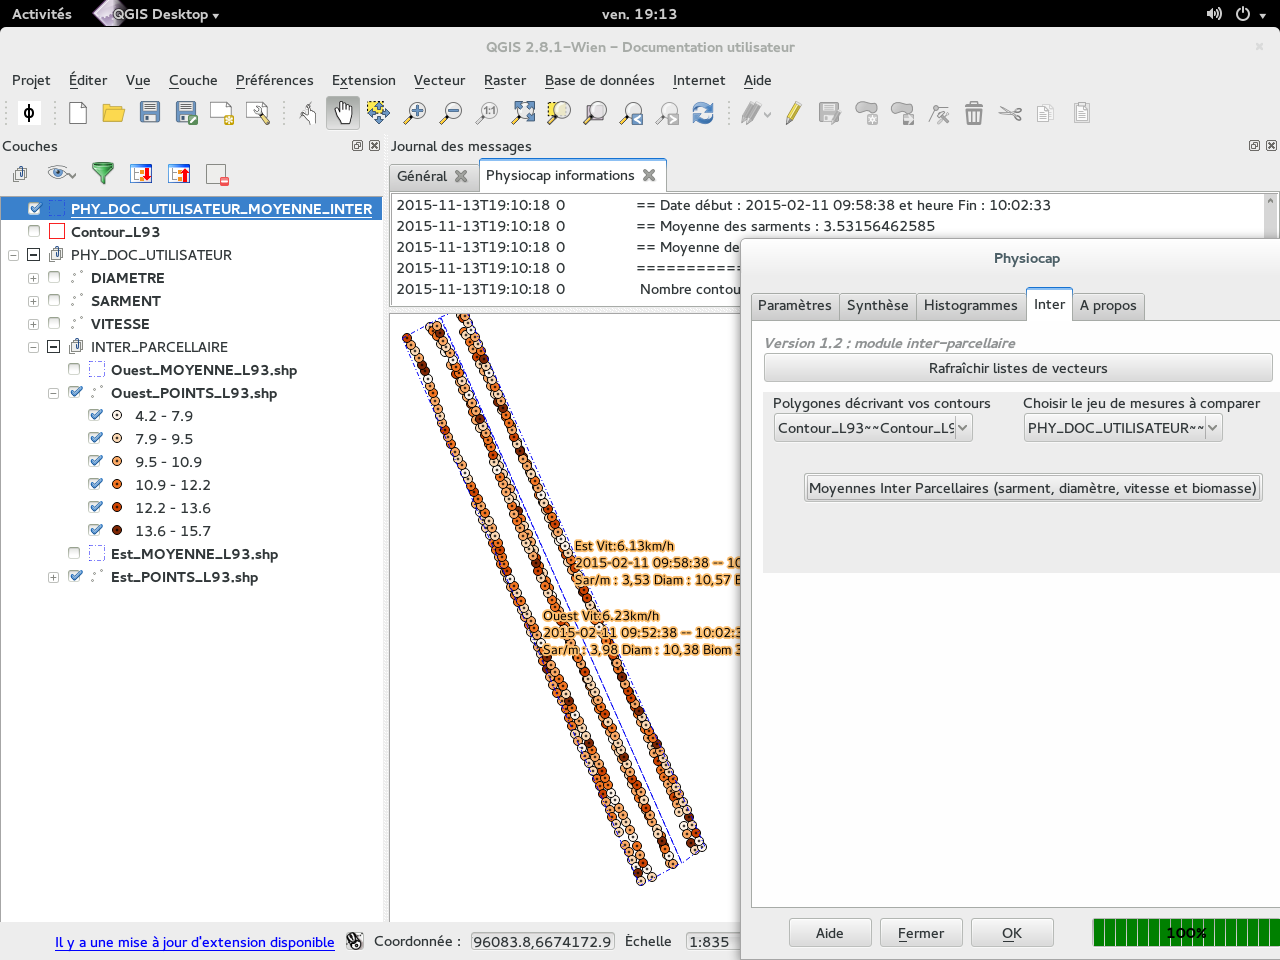 Activités
QGIS Desktop
ven. 19:13
QGIS 2.8.1-Wien - Documentation utilisateur
Projet Éditer Vue Couche Préférences Extension Vecteur Raster Base de données Internet Aide
Couches
PHY_DOC_UTILISATEUR_MOYENNE_INTER
Contour_L93
PHY_DOC_UTILISATEUR
DIAMETRE
SARMENT
VITESSE
INTER_PARCELLAIRE
Ouest_MOYENNE_L93.shp
Ouest_POINTS_L93.shp
4.2 - 7.9
7.9 - 9.5
9.5 - 10.9
10.9 - 12.2
12.2 - 13.6
13.6 - 15.7
Est_MOYENNE_L93.shp
Est_POINTS_L93.shp
Journal des messages
Général
Physiocap informations
2015-11-13T19:10:18 0 == Date début : 2015-02-11 09:58:38 et heure Fin : 10:02:33
2015-11-13T19:10:18 0 == Moyenne des sarments : 3.53156462585
2015-11-13T19:10:18 0 == Moyenne de
2015-11-13T19:10:18 0 ============
2015-11-13T19:10:18 0 Nombre contou
Est Vit:6.13km/h
2015-02-11 09:58:38 -- 10
Sar/m : 3,53 Diam : 10,57
Ouest Vit:6.23km/h
2015-02-11 09:52:38 -- 10:02:3
Sar/m : 3,98 Diam : 10,38 Biom 3
Physiocap
Paramètres Synthèse Histogrammes Inter A propos
Version 1.2 ; module inter-parcellaire
Rafraîchir listes de vecteurs
Polygones décrivant vos contours
Choisir le jeu de mesures à comparer
Contour_L93~~Contour_L9
PHY_DOC_UTILISATEUR~~
Moyennes Inter Parcellaires (sarment, diamètre, vitesse et biomasse)
Aide Fermer OK 100%
Il y a une mise à jour d'extension disponible
Coordonnée : 96083.8,6674172.9 Échelle 1:835